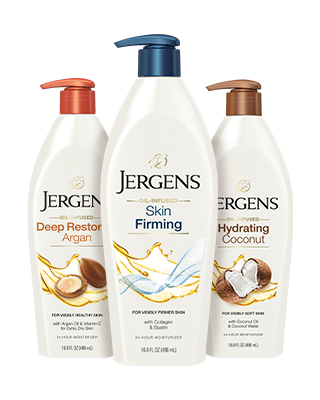 JERGENS
OIL-INFUSED
Deep Restor
Argan
FOR VISIBLY HEALTHY SKIN
with Argan Oil & Vitamin E
for Extra Dry Skin
24 HOUR MOISTURIZER
16.8 fl oz (496 mL)
JERGENS
OIL-INFUSED
Skin
Firming
FOR VISIBLY FIRMER SKIN
with Collagen
& Elastin
24 HOUR MOISTURIZER
16.8 fl oz (496 mL)
JERGENS
OIL-INFUSED
Hydrating
Coconut
FOR VISIBLY SOFT SKIN
with Coconut Oil
& Coconut Water
24 HOUR MOISTURIZER
16.8 fl oz (496 mL)